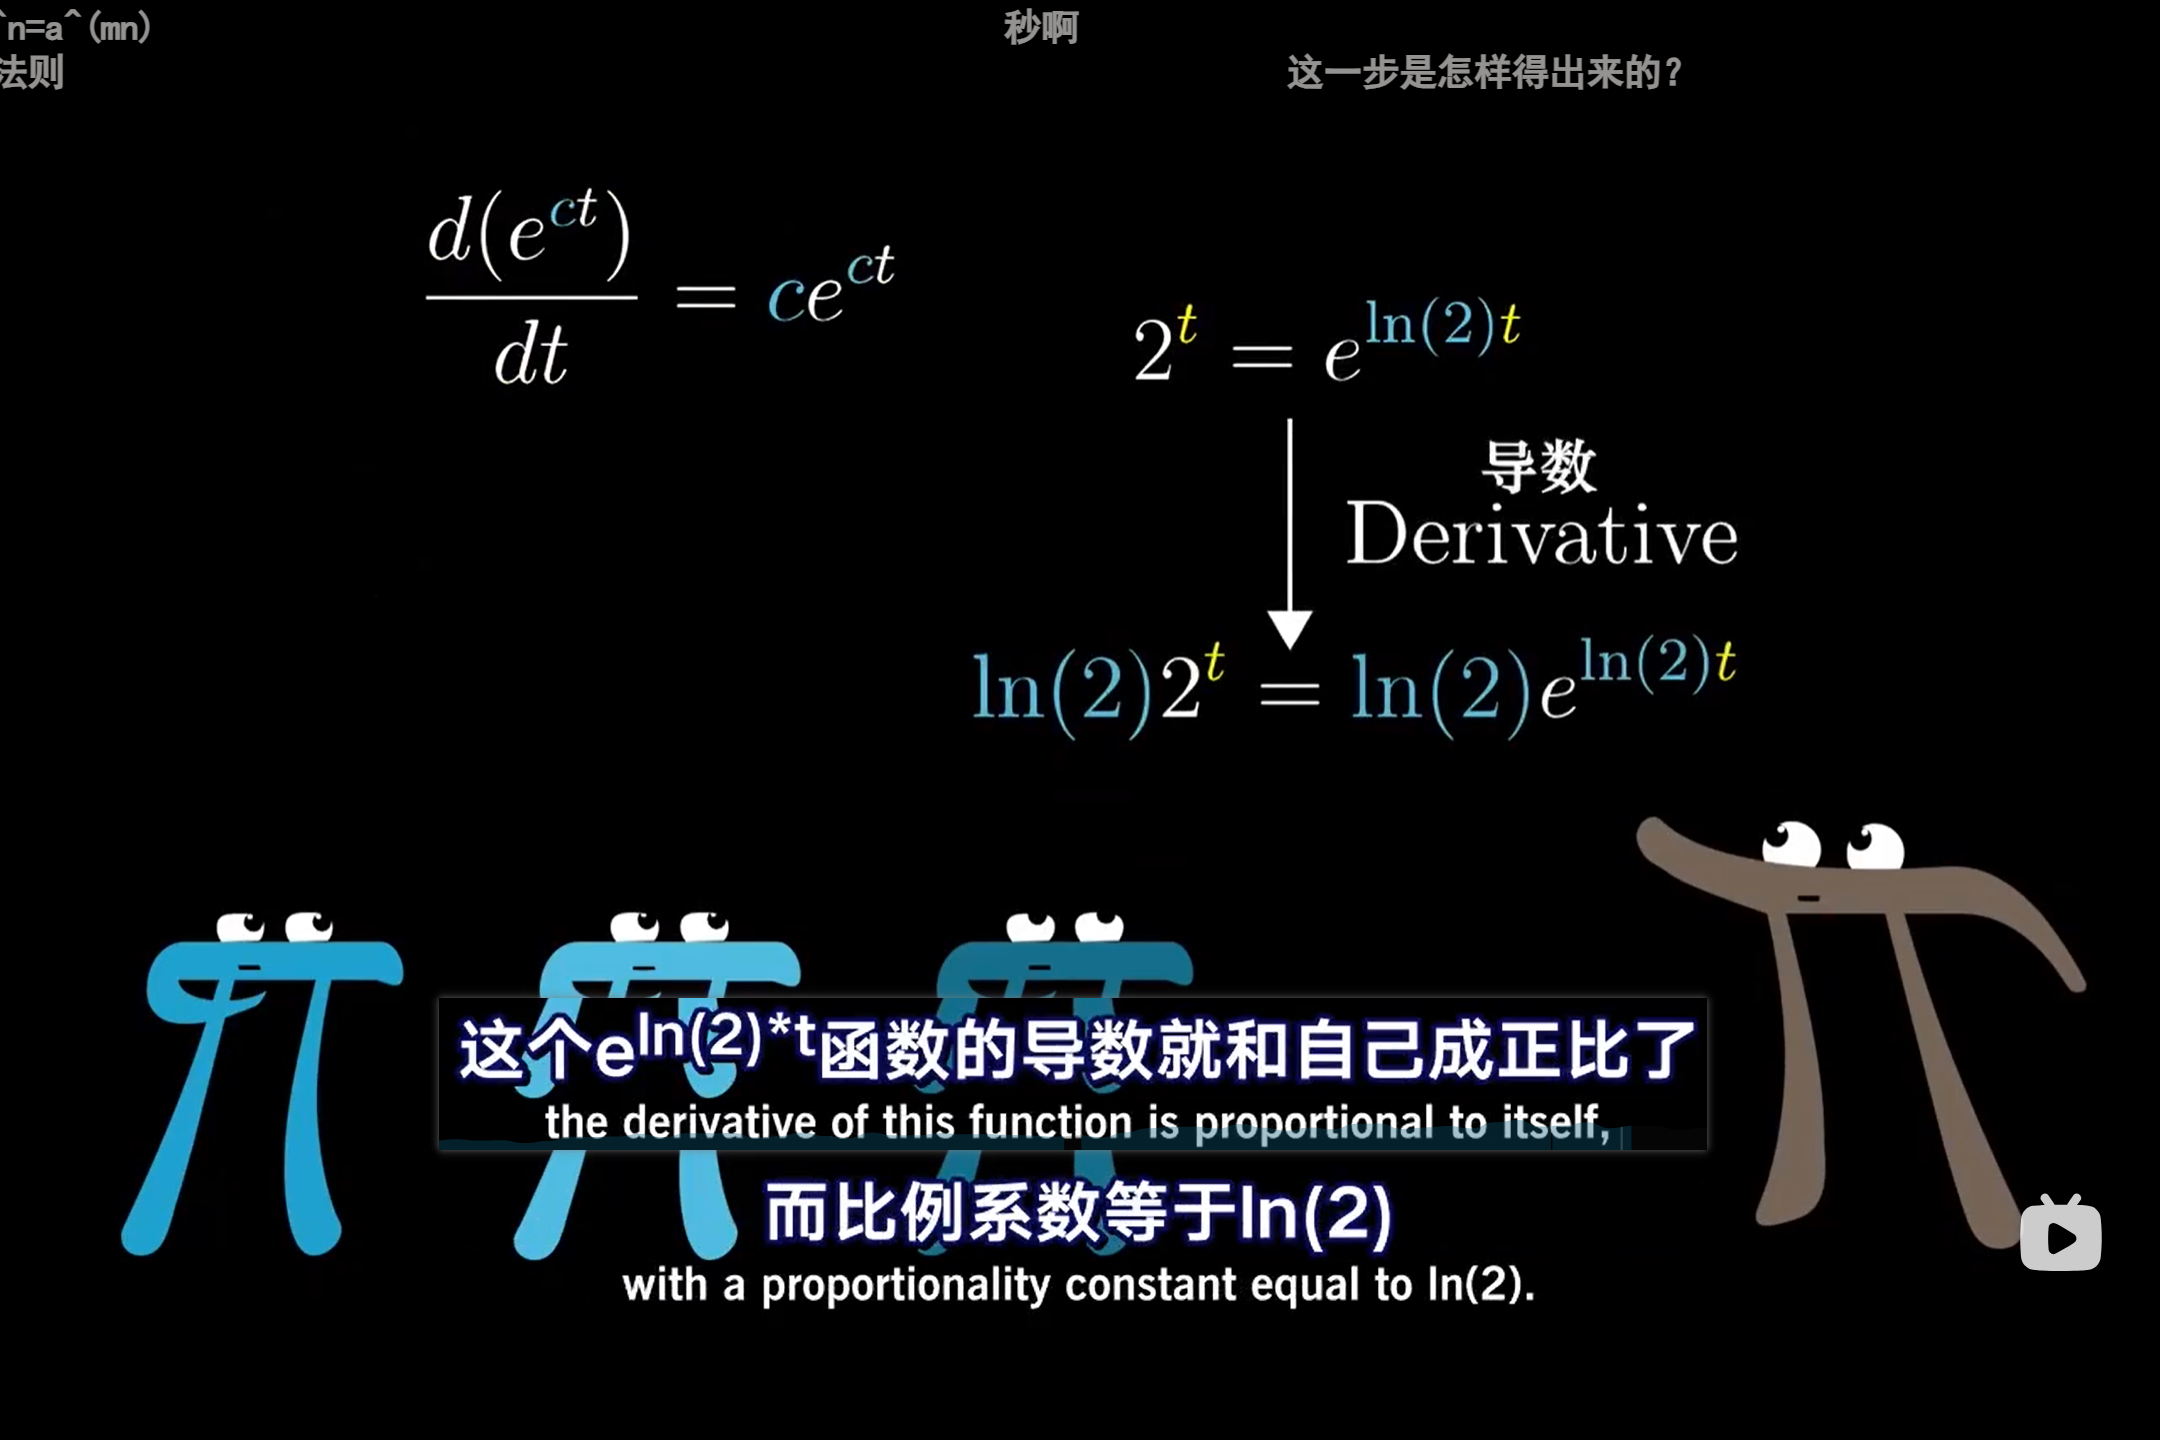 ^n=a^(mn)
秒啊
法则
这一步是怎样得出来的?
d(e^{ct})/dt = ce^{ct}
2^t = e^{ln(2)t}
导数
Derivative
ln(2)2^t = ln(2)e^{ln(2)t}
这个e^{ln(2)*t}函数的导数就和自己成正比了
the derivative of this function is proportional to itself,
而比例系数等于ln(2)
with a proportionality constant equal to ln(2).